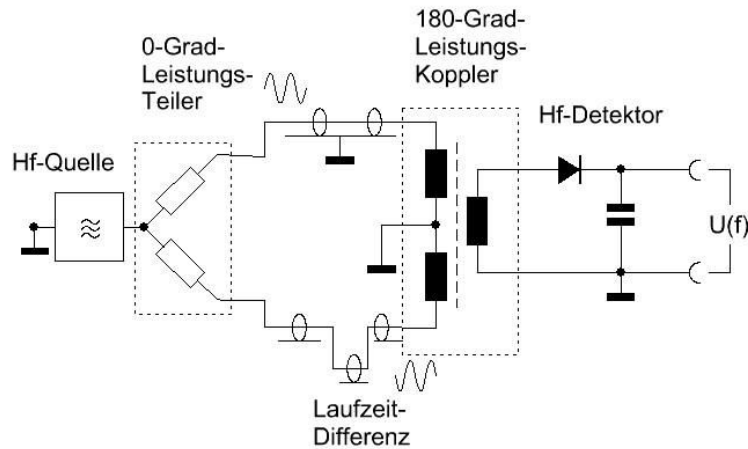 0-Grad-
Leistungs-
Teiler
180-Grad-
Leistungs-
Koppler
Hf-Quelle
Hf-Detektor
U(f)
Laufzeit-
Differenz